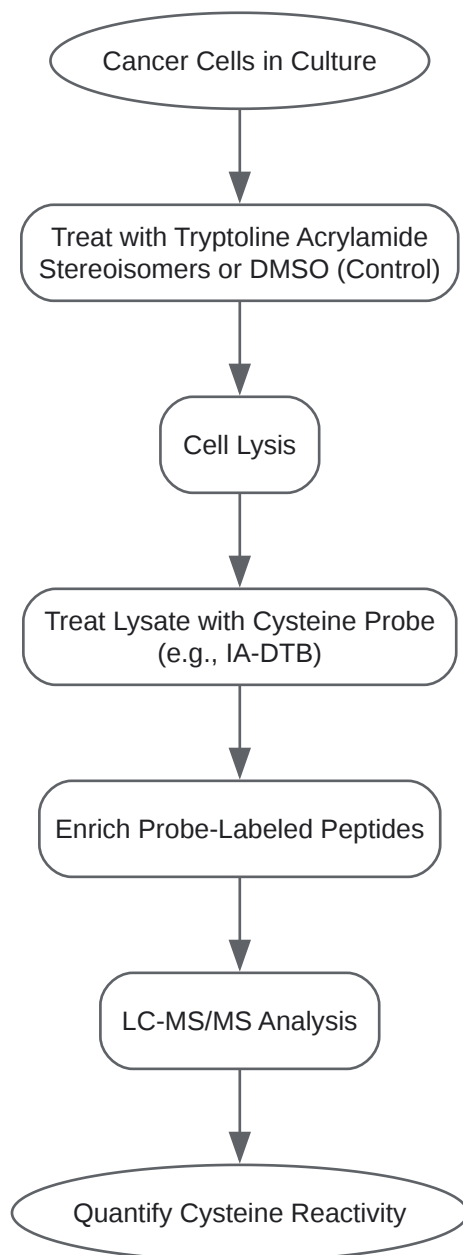 Cancer Cells in Culture
Treat with Tryptoline Acrylamide
Stereoisomers or DMSO (Control)
Cell Lysis
Treat Lysate with Cysteine Probe
(e.g., IA-DTB)
Enrich Probe-Labeled Peptides
LC-MS/MS Analysis
Quantify Cysteine Reactivity